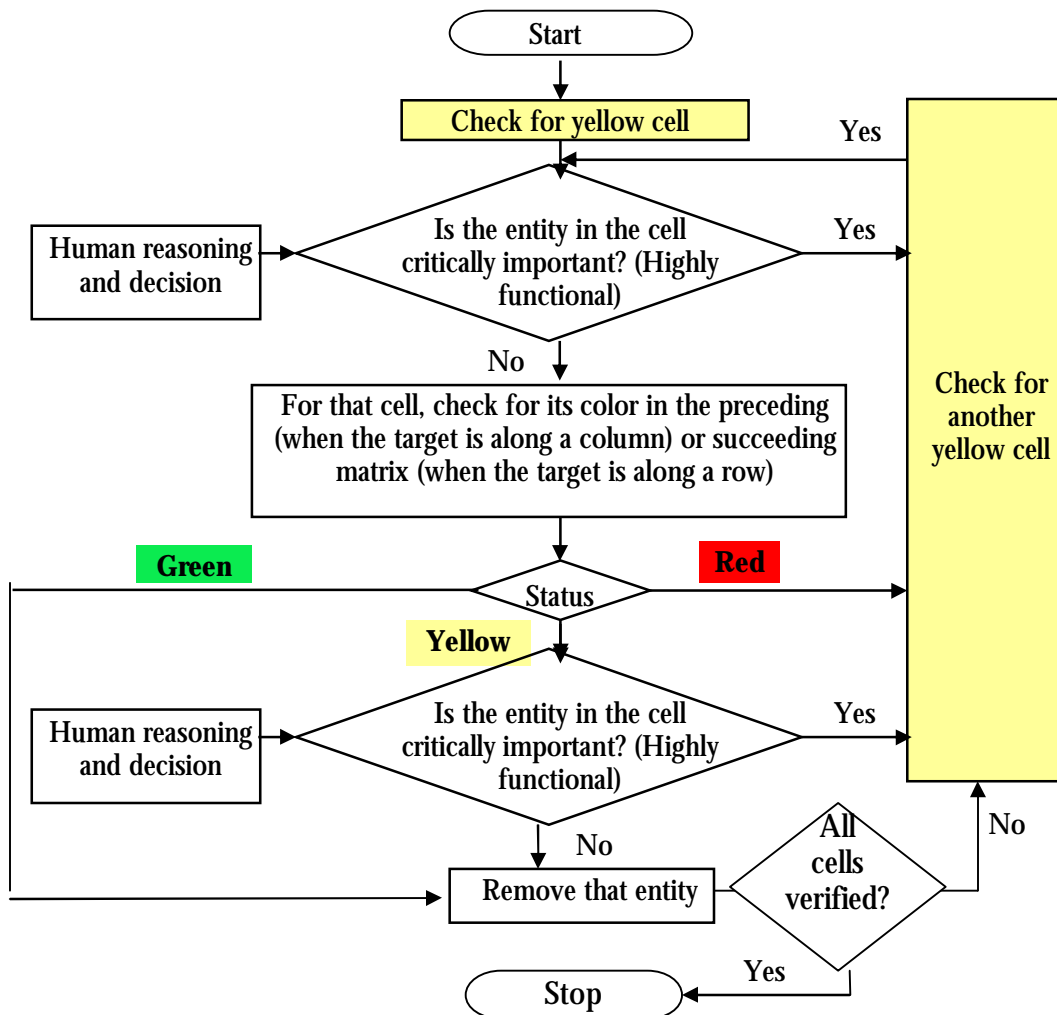 Start
Check for yellow cell
Yes
Is the entity in the cell
critically important? (Highly
functional)
Human reasoning
and decision
Yes
No
For that cell, check for its color in the preceding
(when the target is along a column) or succeeding
matrix (when the target is along a row)
Check for
another
yellow cell
Green
Red
Status
Yellow
Is the entity in the cell
critically important? (Highly
functional)
Human reasoning
and decision
Yes
No
Remove that entity
All
cells
verified?
No
Yes
Stop